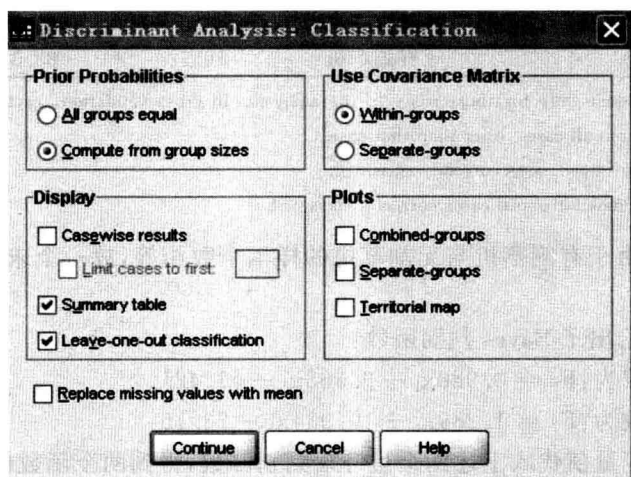 Discriminant Analysis: Classification
Prior Probabilities
All groups equal
Compute from group sizes
Use Covariance Matrix
Within-groups
Separate-groups
Display
Casewise results
Limit cases to first:
Summary table
Leave-one-out classification
Plots
Combined-groups
Separate-groups
Territorial map
Replace missing values with mean
Continue
Cancel
Help